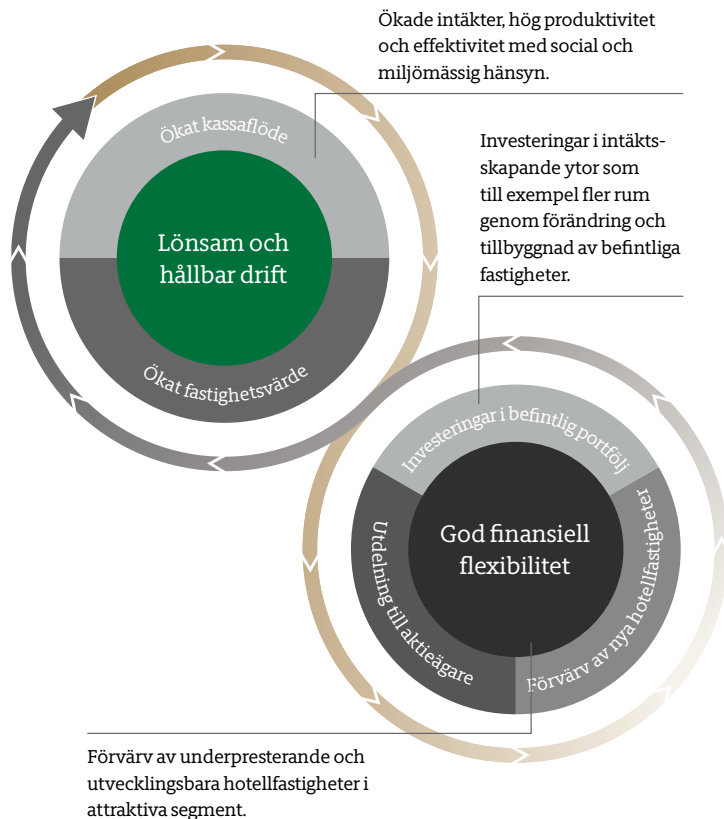 Ökade intäkter, hög produktivitet
och effektivitet med social och
miljömässig hänsyn.
Ökat kassaflöde
Investeringar i intäkts-
skapande ytor som
till exempel fler rum
genom förändring och
tillbyggnad av befintliga
fastigheter.
Lönsam och
hållbar drift
Ökat fastighetsvärde
Investeringar i befintlig portfölj
God finansiell
flexibilitet
Utdelning till aktieägare
Förvärv av nya hotellfastigheter
Förvärv av underpresterande och
utvecklingsbara hotellfastigheter i
attraktiva segment.